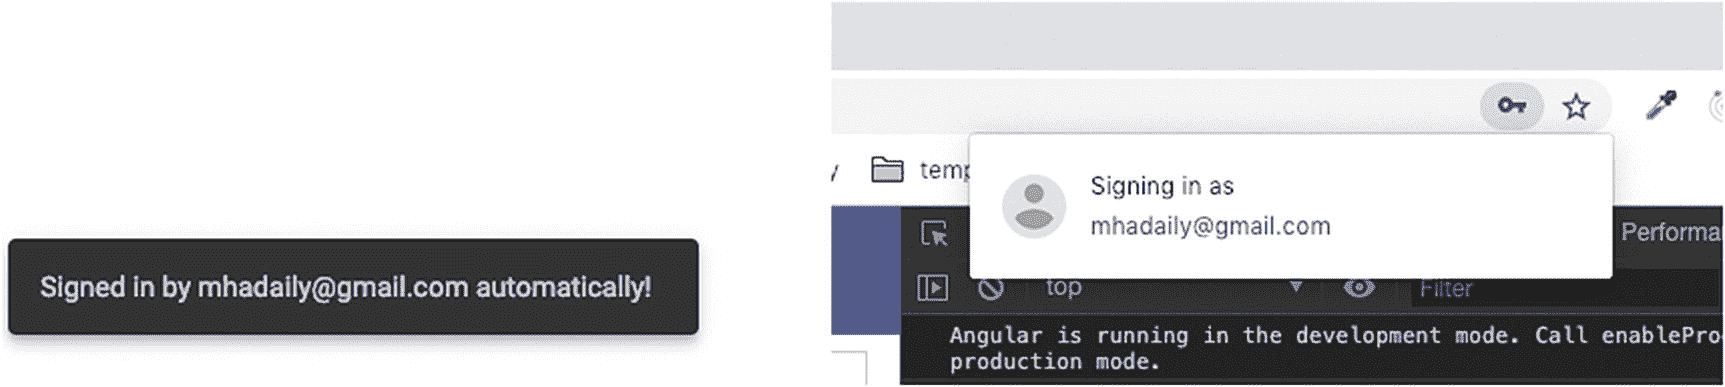 Signed in by mhadaily@gmail.com automatically!
Signing in as
mhadaily@gmail.com
Performa
top
Filter
Angular is running in the development mode. Call enablePro
production mode.